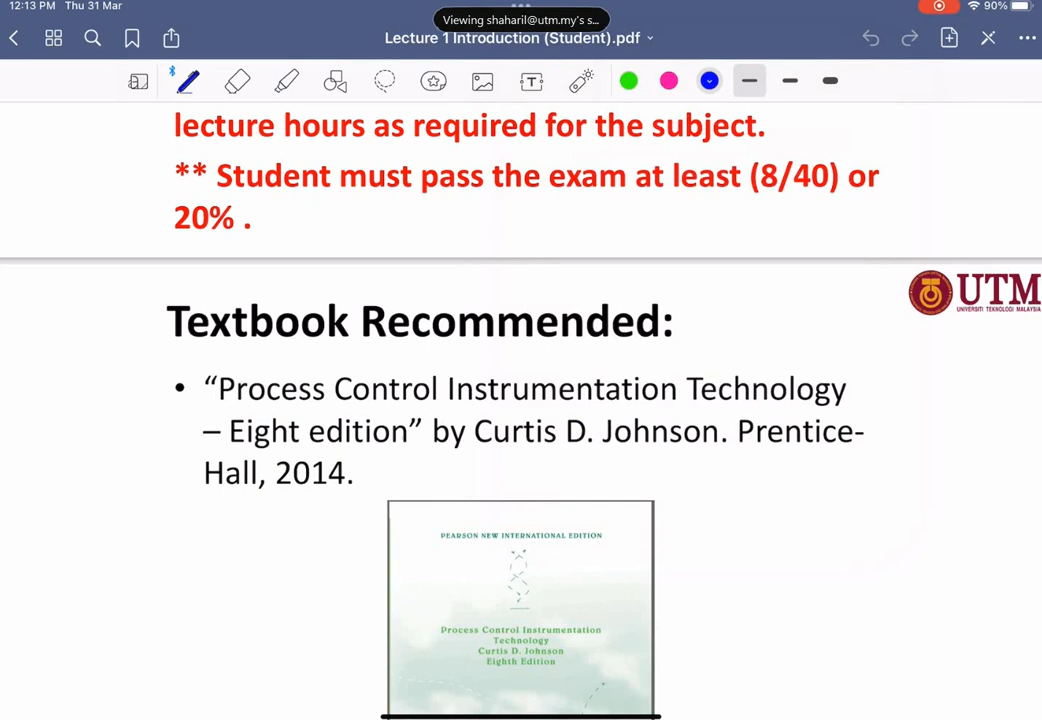 12:13 PM Thu 31 Mar
Viewing shaharil@utm.my's s...
90%
Lecture 1 Introduction (Student).pdf
T
lecture hours as required for the subject.
** Student must pass the exam at least (8/40) or
20% .
UTM
UNIVERSITI TEKNOLOGI MALAYSIA
Textbook Recommended:
• “Process Control Instrumentation Technology
– Eight edition” by Curtis D. Johnson. Prentice-
Hall, 2014.
PEARSON NEW INTERNATIONAL EDITION
Process Control Instrumentation
Technology
Curtis D. Johnson
Eighth Edition